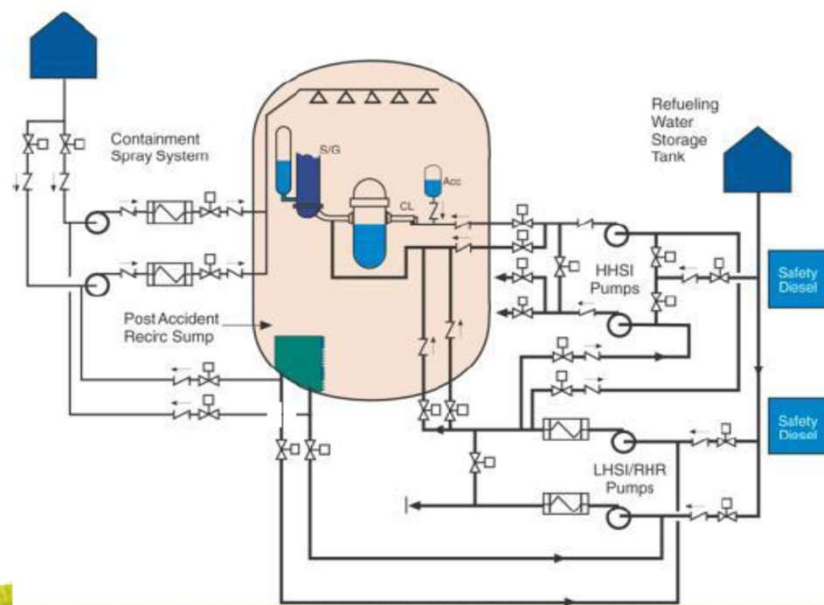 Containment
Spray System
S/G
Acc
CL
Refueling
Water
Storage
Tank
HHSI
Pumps
Safety
Diesel
Post Accident
Recirc Sump
Safety
Diesel
LHSI/RHR
Pumps